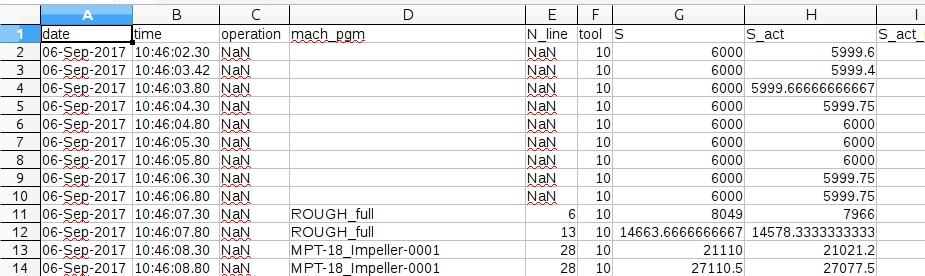 A B C D E F G H I
1 date time operation mach_pgm N_line tool S S_act S_act_
2 06-Sep-2017 10:46:02.30 NaN NaN 10 6000 5999.6
3 06-Sep-2017 10:46:03.42 NaN NaN 10 6000 5999.4
4 06-Sep-2017 10:46:03.80 NaN NaN 10 6000 5999.66666666667
5 06-Sep-2017 10:46:04.30 NaN NaN 10 6000 5999.75
6 06-Sep-2017 10:46:04.80 NaN NaN 10 6000 6000
7 06-Sep-2017 10:46:05.30 NaN NaN 10 6000 6000
8 06-Sep-2017 10:46:05.80 NaN NaN 10 6000 6000
9 06-Sep-2017 10:46:06.30 NaN NaN 10 6000 5999.75
10 06-Sep-2017 10:46:06.80 NaN NaN 10 6000 5999.75
11 06-Sep-2017 10:46:07.30 NaN ROUGH_full 6 10 8049 7966
12 06-Sep-2017 10:46:07.80 NaN ROUGH_full 13 10 14663.6666666667 14578.3333333333
13 06-Sep-2017 10:46:08.30 NaN MPT-18_Impeller-0001 28 10 21110 21021.2
14 06-Sep-2017 10:46:08.80 NaN MPT-18_Impeller-0001 28 10 27110.5 27077.5